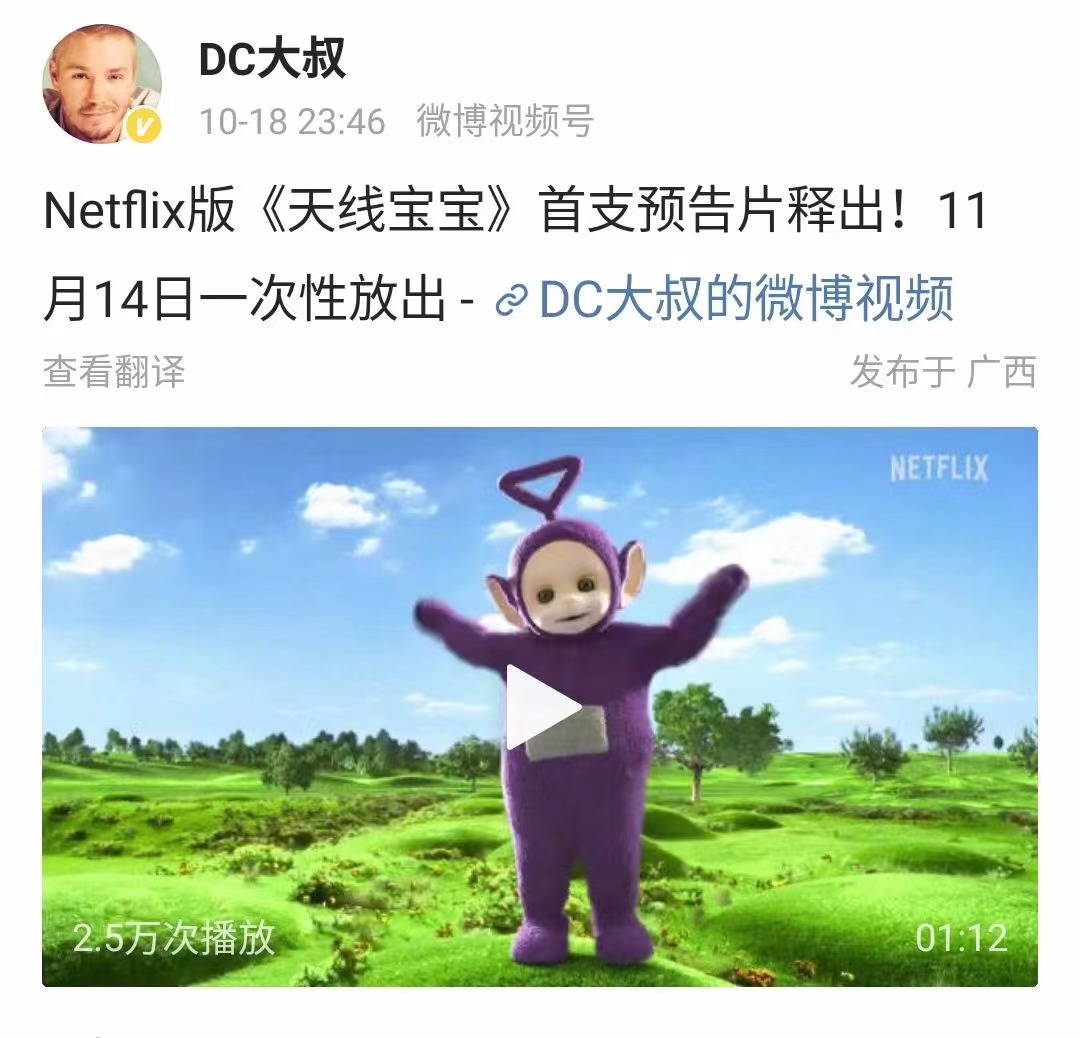 DC大叔
10-18 23:46 微博视频号
Netflix版《天线宝宝》首支预告片释出！11
月14日一次性放出 - DC大叔的微博视频
查看翻译
发布于 广西
NETFLIX
2.5万次播放
01:12